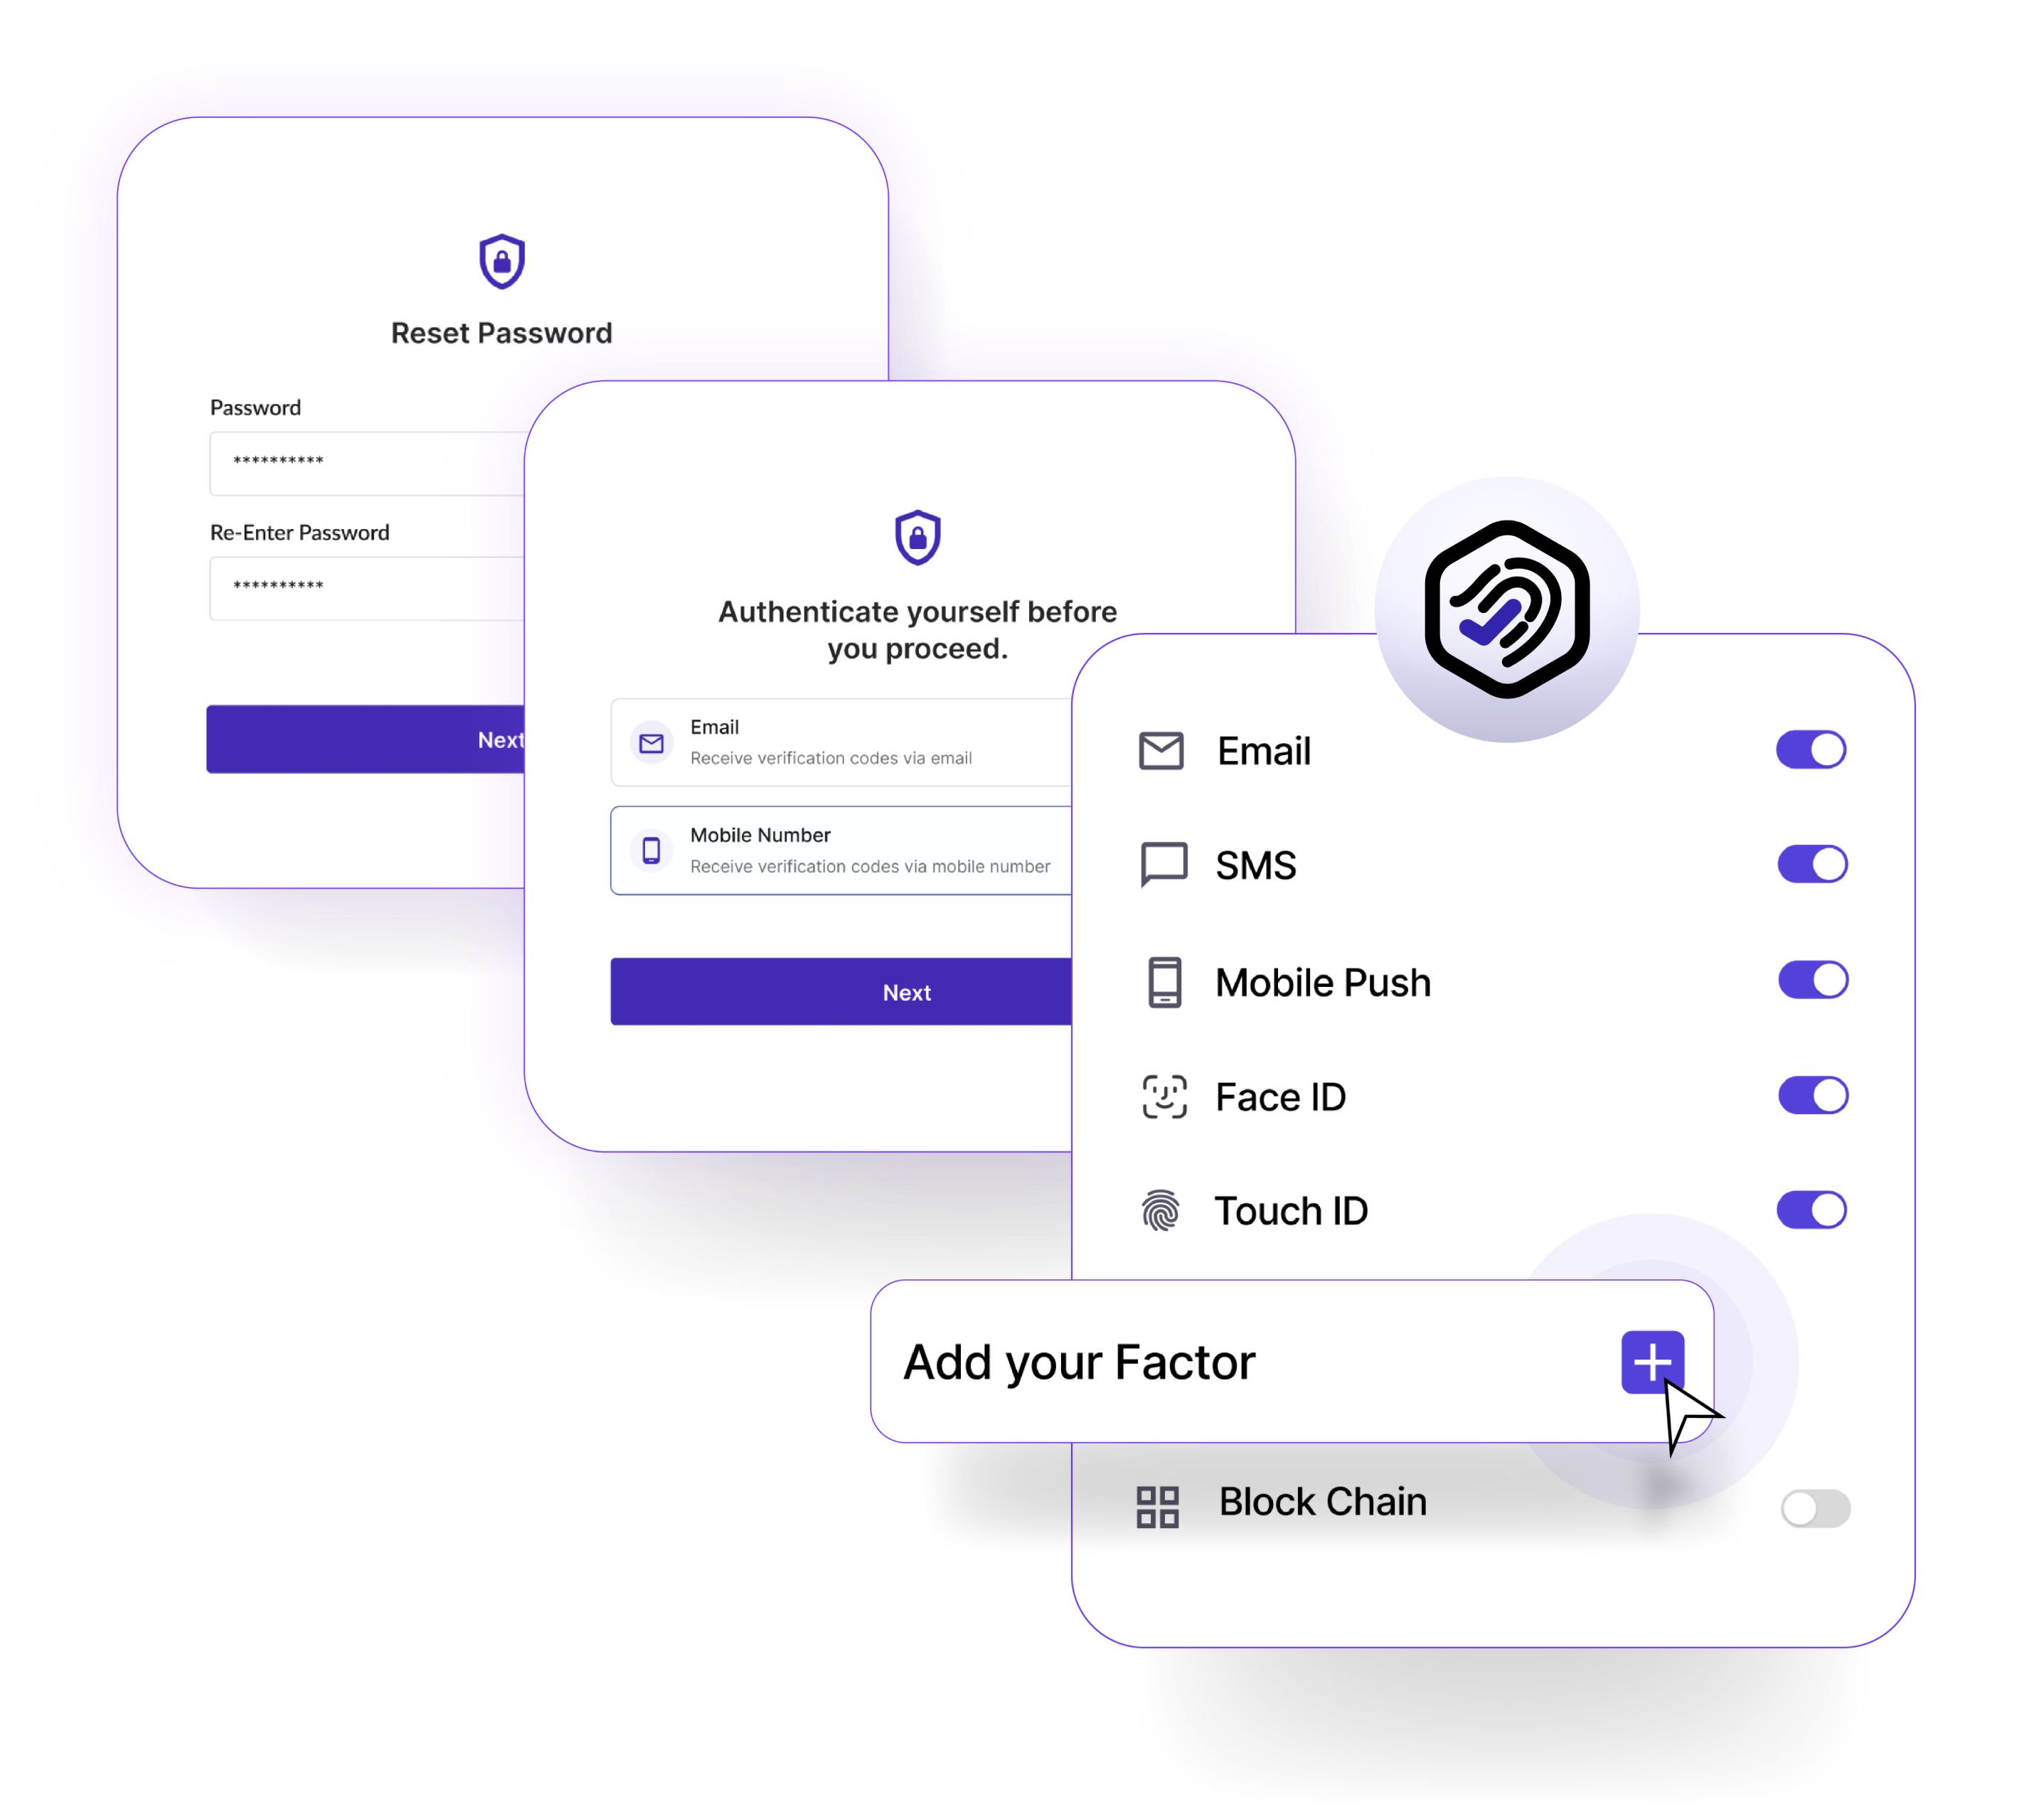 Reset Password
Password
**********
Re-Enter Password
**********
Next
Authenticate yourself before
you proceed.
Email
Receive verification codes via email
Mobile Number
Receive verification codes via mobile number
Next
Email
SMS
Mobile Push
Face ID
Touch ID
Add your Factor
Block Chain